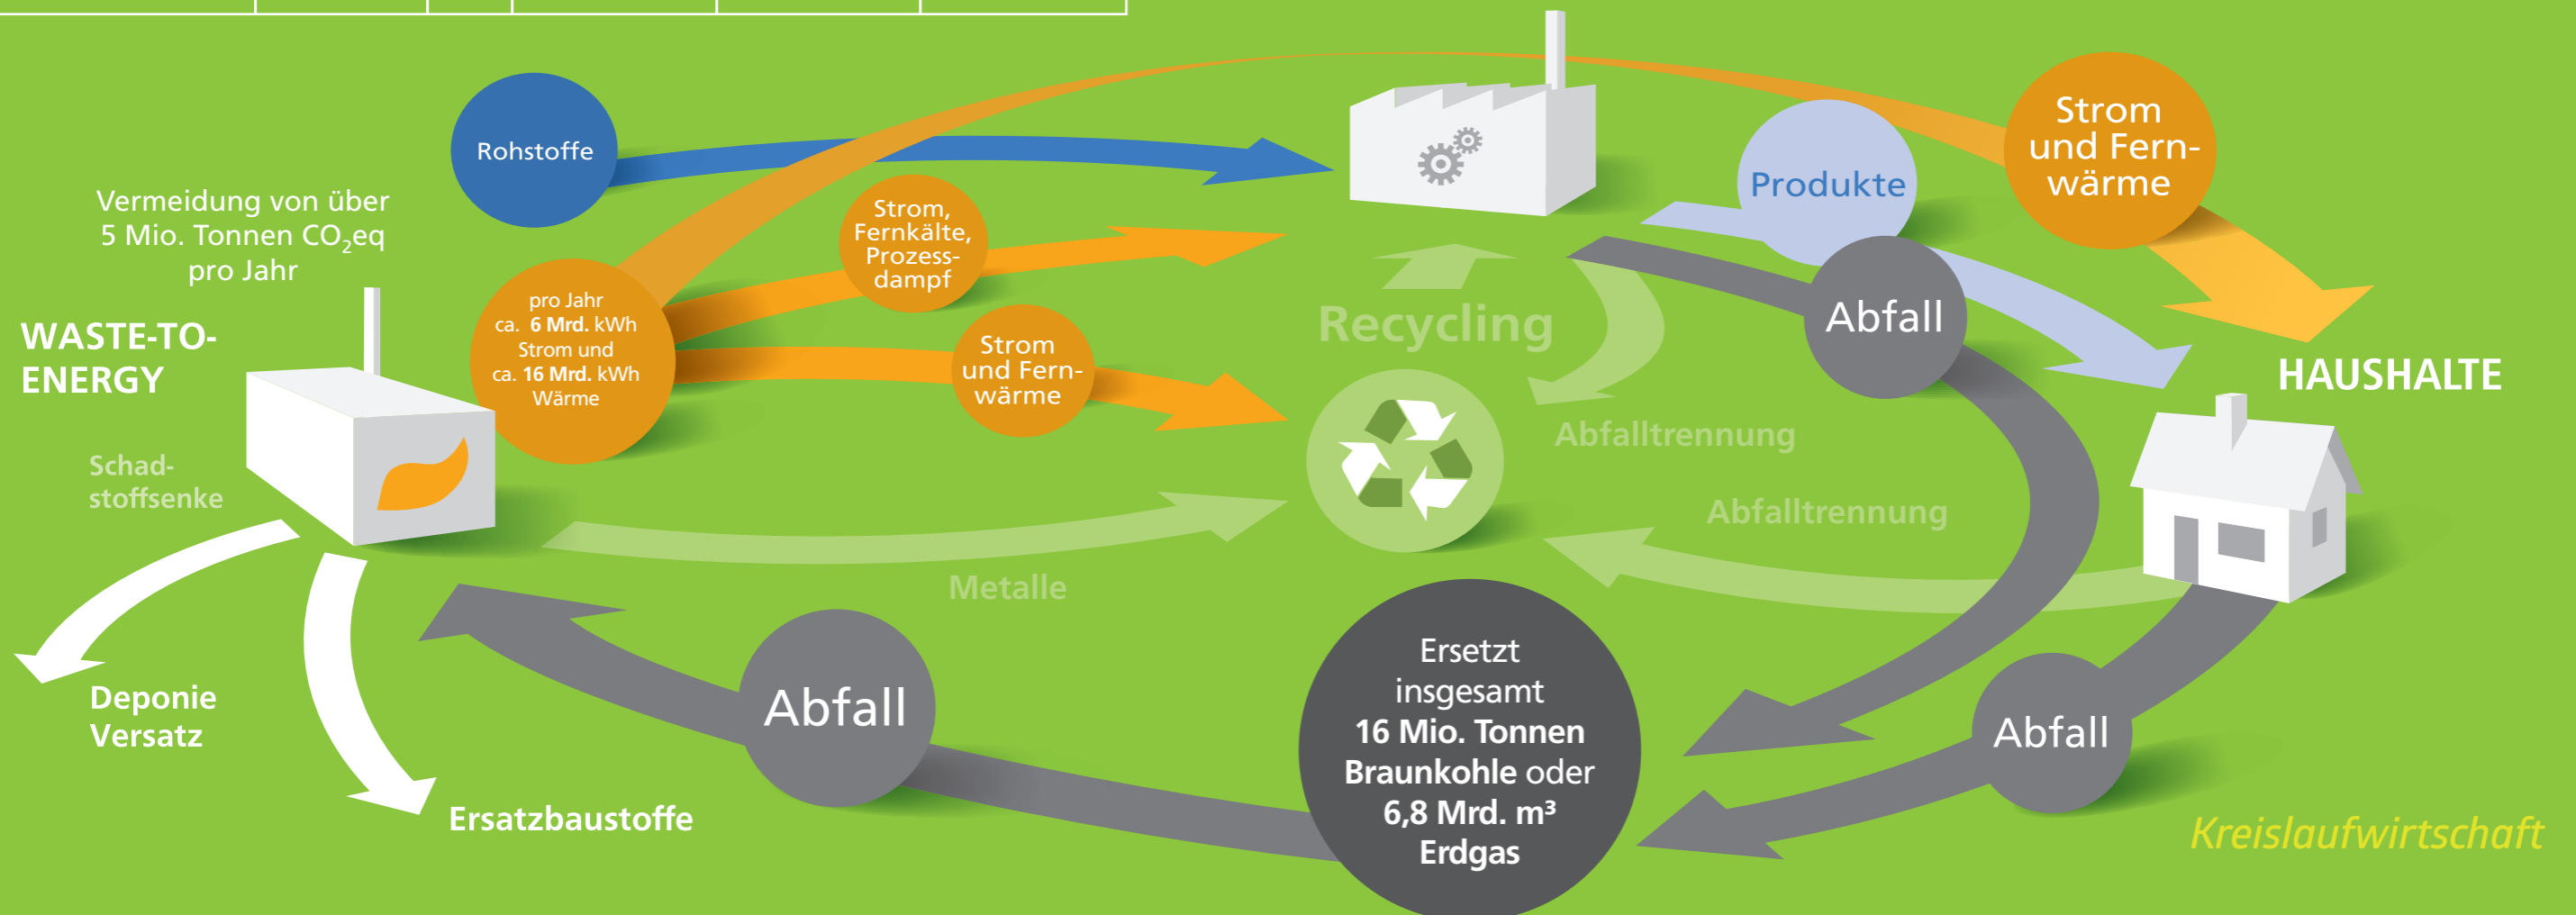 Rohstoffe
Vermeidung von über
5 Mio. Tonnen CO₂eq
pro Jahr
WASTE-TO-
ENERGY
pro Jahr
ca. 6 Mrd. kWh
Strom und
ca. 16 Mrd. kWh
Wärme
Strom,
Fernkälte,
Prozess-
dampf
Strom
und Fern-
wärme
Produkte
Strom
und Fern-
wärme
Recycling
Abfall
HAUSHALTE
Abfalltrennung
Abfalltrennung
Schad-
stoffsenke
Metalle
Deponie
Versatz
Ersatzbaustoffe
Abfall
Ersetzt
insgesamt
16 Mio. Tonnen
Braunkohle oder
6,8 Mrd. m³
Erdgas
Abfall
Kreislaufwirtschaft